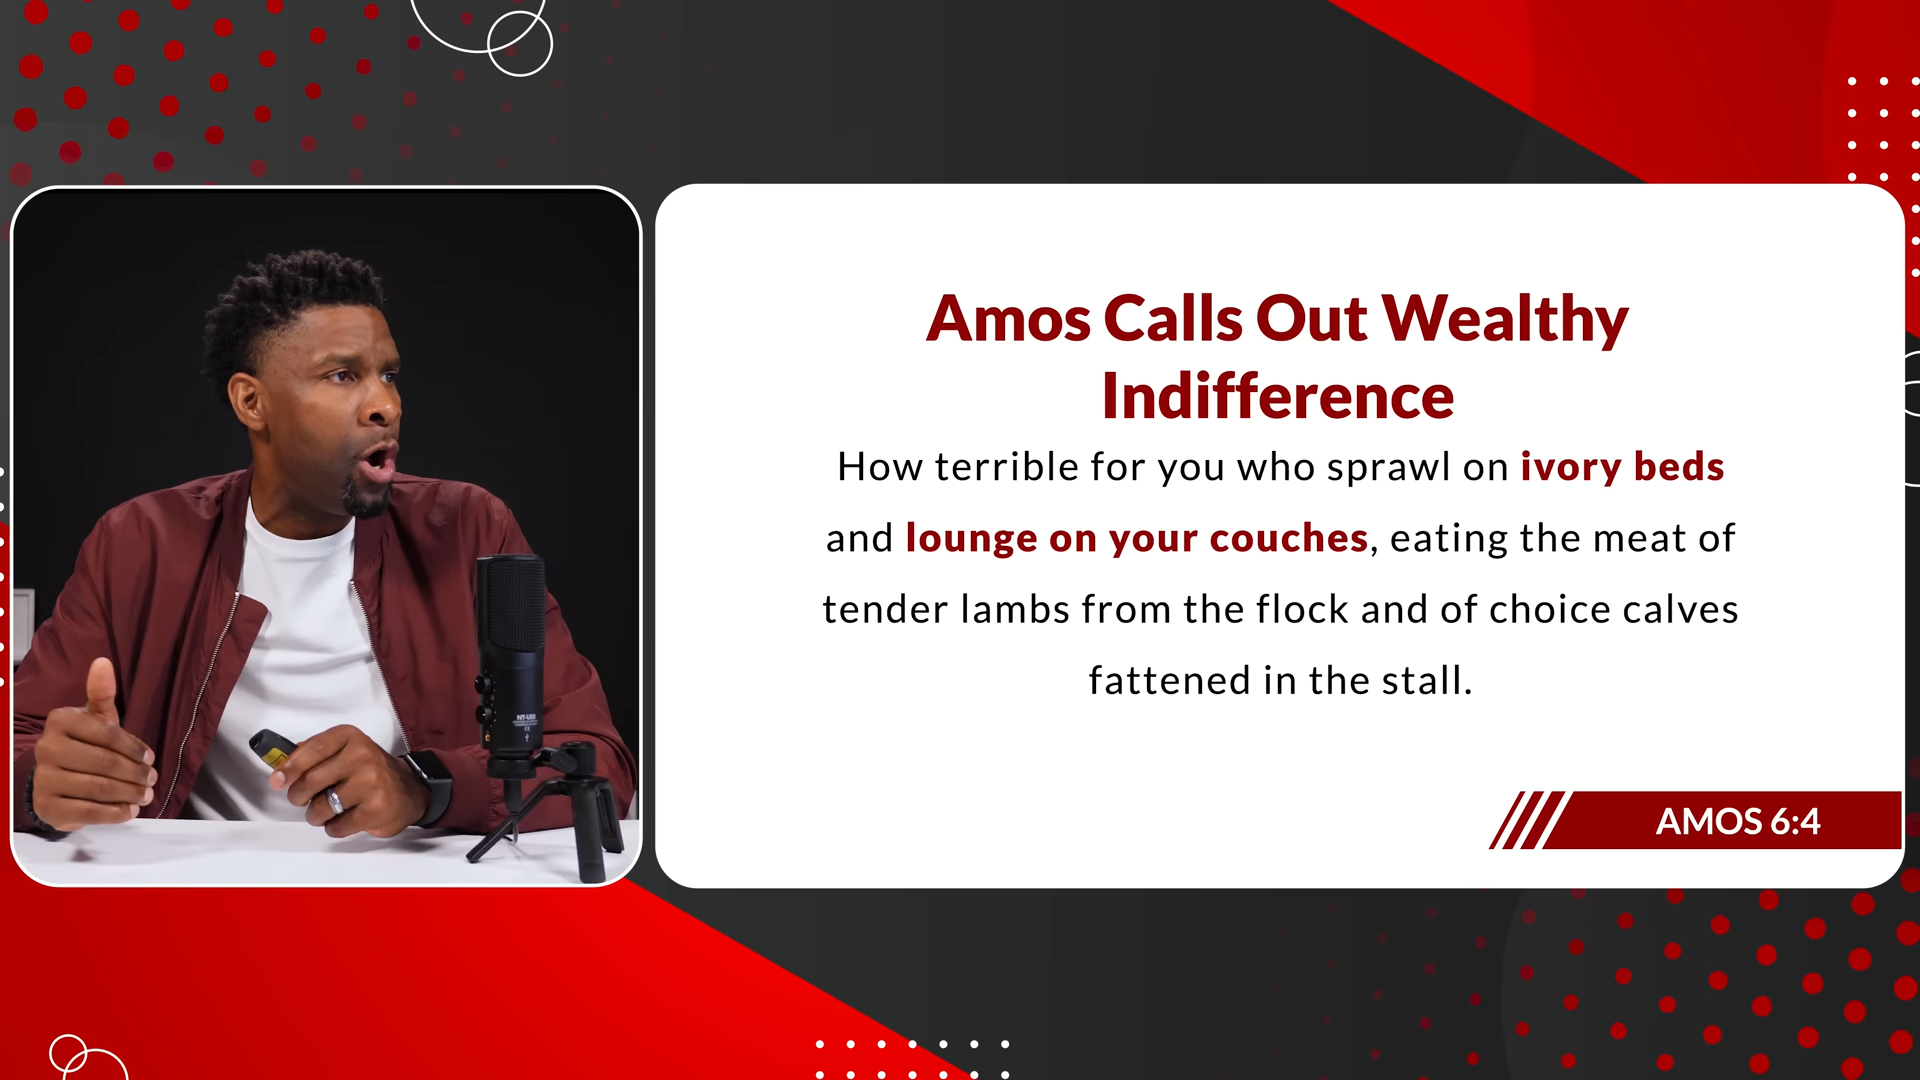 Amos Calls Out Wealthy
Indifference
How terrible for you who sprawl on ivory beds
and lounge on your couches, eating the meat of
tender lambs from the flock and of choice calves
fattened in the stall.
AMOS 6:4
NT-USB